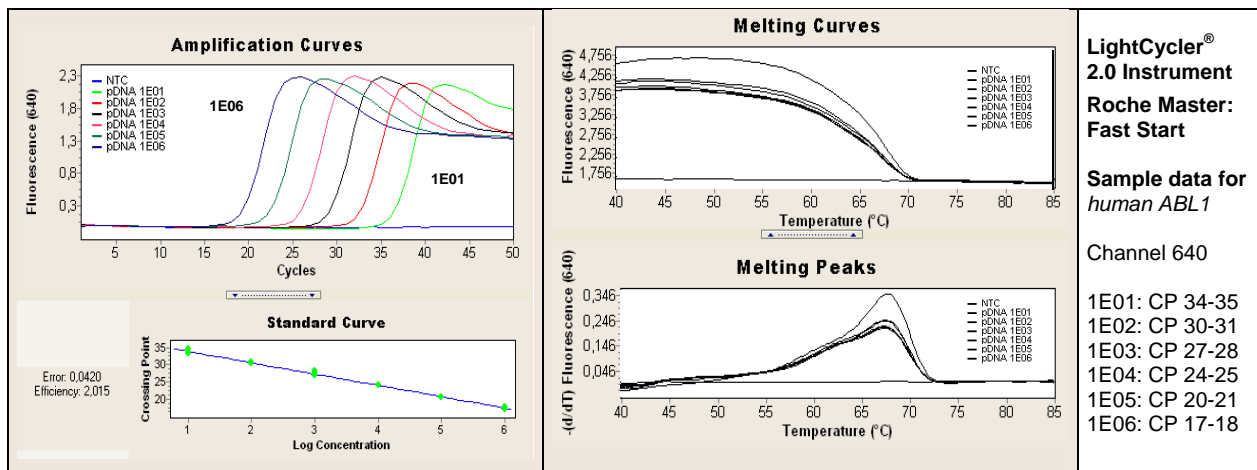 Amplification Curves
Fluorescence (640)
2,3
1,8
1,3
0,8
0,3
NTC
pDNA 1E01
pDNA 1E02
pDNA 1E03
pDNA 1E04
pDNA 1E05
pDNA 1E06
1E06
1E01
5 10 15 20 25 30 35 40 45 50
Cycles
Error: 0,0420
Efficiency: 2,015
Standard Curve
Crossing Point
35
30
25
20
1 2 3 4 5 6
Log Concentration
Melting Curves
Fluorescence (640)
4,756
4,256
3,756
3,256
2,756
2,256
1,756
NTC
pDNA 1E01
pDNA 1E02
pDNA 1E03
pDNA 1E04
pDNA 1E05
pDNA 1E06
40 45 50 55 60 65 70 75 80 85
Temperature (°C)
Melting Peaks
-(d/dT) Fluorescence (640)
0,346
0,246
0,146
0,046
NTC
pDNA 1E01
pDNA 1E02
pDNA 1E03
pDNA 1E04
pDNA 1E05
pDNA 1E06
40 45 50 55 60 65 70 75 80 85
Temperature (°C)
LightCycler®
2.0 Instrument
Roche Master:
Fast Start
Sample data for
human ABL1
Channel 640
1E01: CP 34-35
1E02: CP 30-31
1E03: CP 27-28
1E04: CP 24-25
1E05: CP 20-21
1E06: CP 17-18